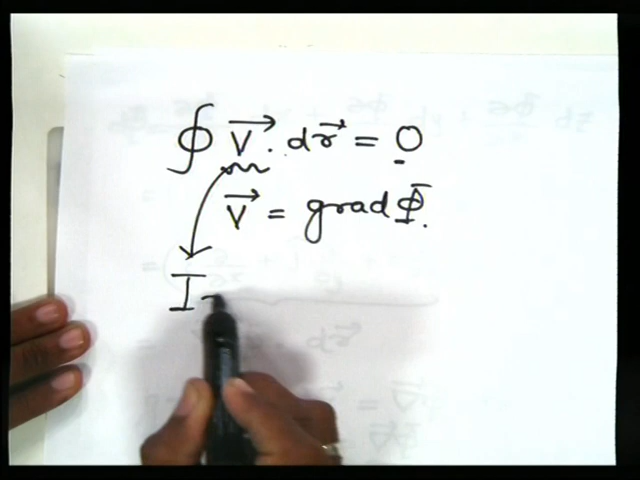 ∮ V⃗ . dr⃗ = 0
V⃗ = grad Φ.
I